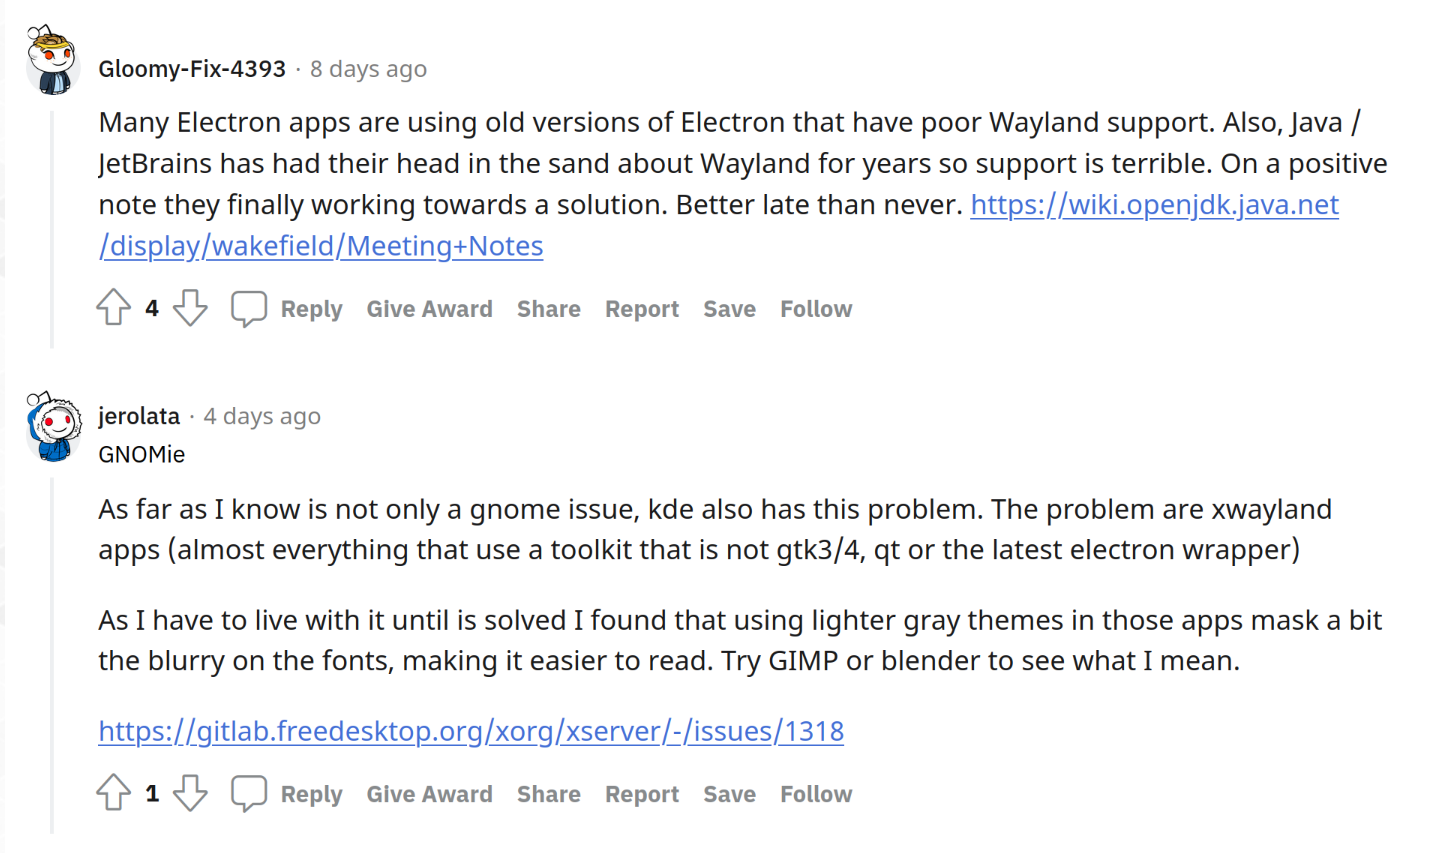 Gloomy-Fix-4393 · 8 days ago
Many Electron apps are using old versions of Electron that have poor Wayland support. Also, Java /
JetBrains has had their head in the sand about Wayland for years so support is terrible. On a positive
note they finally working towards a solution. Better late than never. https://wiki.openjdk.java.net
/display/wakefield/Meeting+Notes
4 Reply Give Award Share Report Save Follow
jerolata · 4 days ago
GNOMie
As far as I know is not only a gnome issue, kde also has this problem. The problem are xwayland
apps (almost everything that use a toolkit that is not gtk3/4, qt or the latest electron wrapper)
As I have to live with it until is solved I found that using lighter gray themes in those apps mask a bit
the blurry on the fonts, making it easier to read. Try GIMP or blender to see what I mean.
https://gitlab.freedesktop.org/xorg/xserver/-/issues/1318
1 Reply Give Award Share Report Save Follow